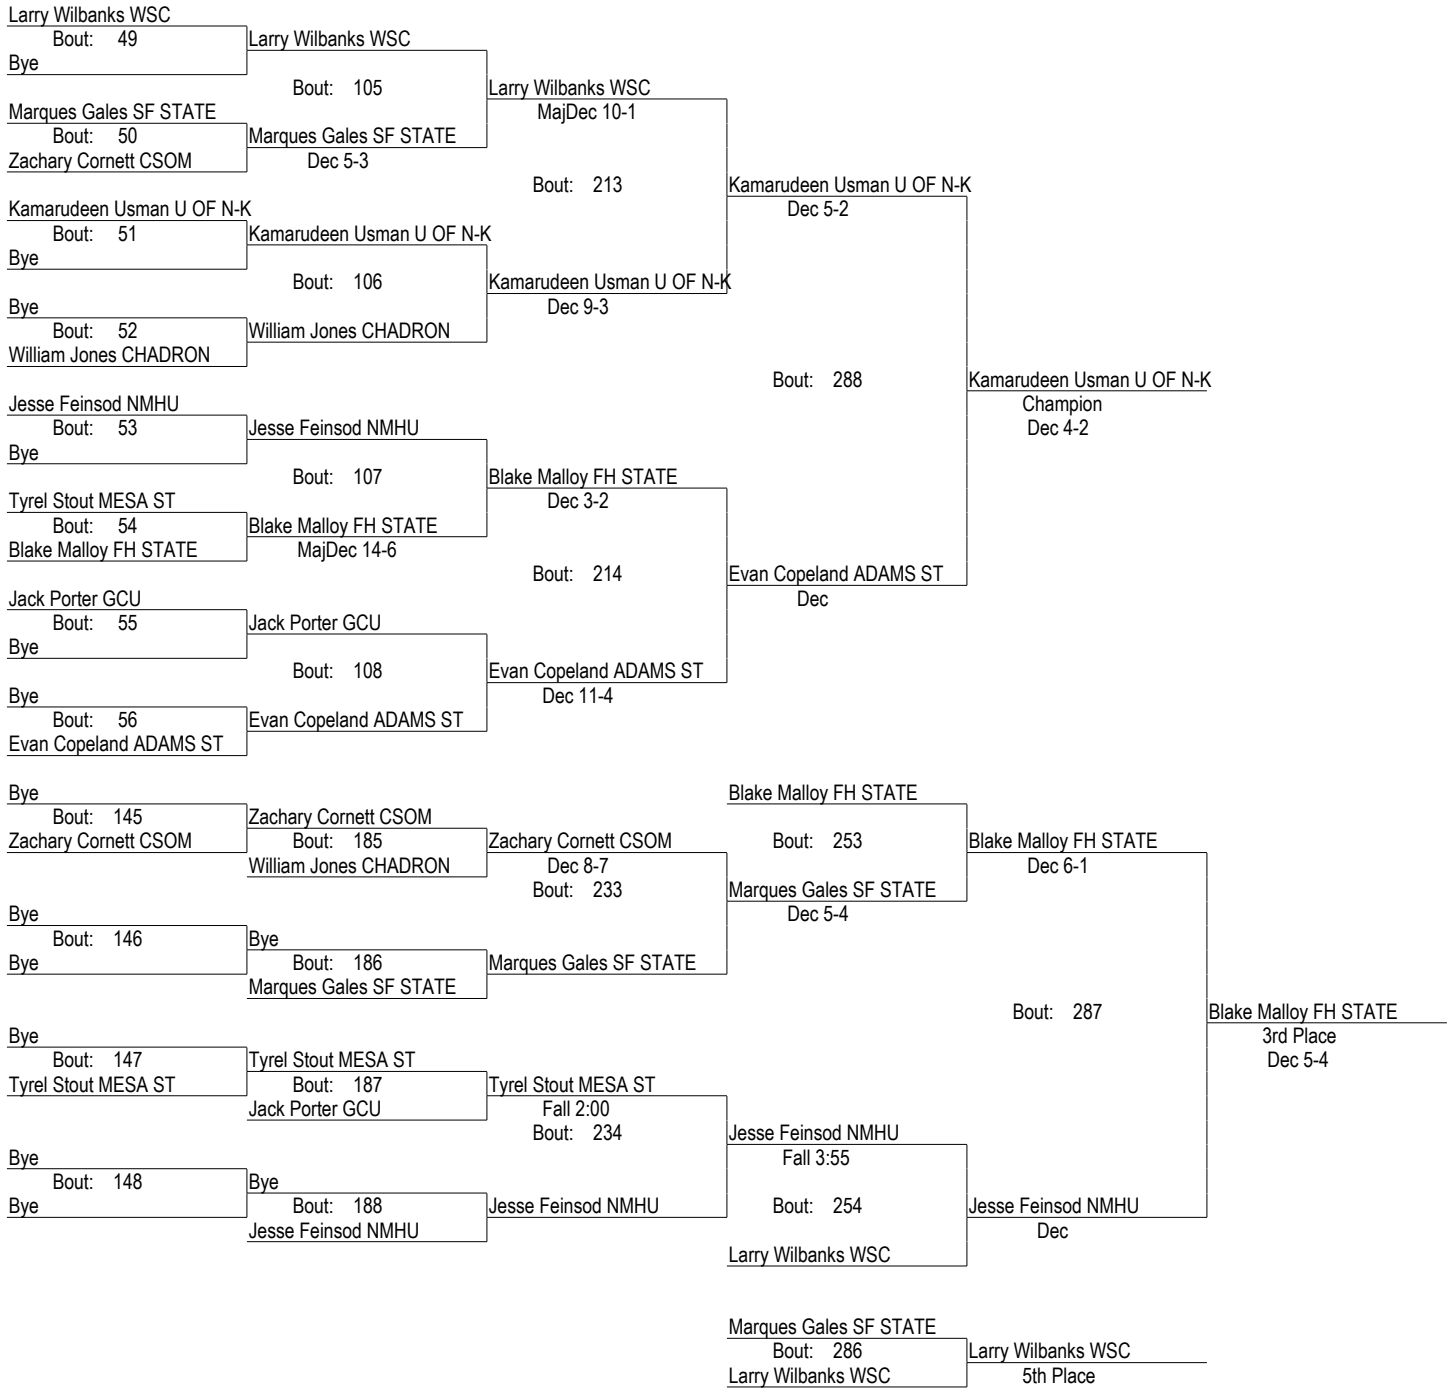 Larry Wilbanks WSC
Bout: 49
Larry Wilbanks WSC
Bye
Bout: 105
Larry Wilbanks WSC
MajDec 10-1
Marques Gales SF STATE
Bout: 50
Marques Gales SF STATE
Zachary Cornett CSOM
Dec 5-3
Bout: 213
Kamarudeen Usman U OF N-K
Dec 5-2
Kamarudeen Usman U OF N-K
Bout: 51
Kamarudeen Usman U OF N-K
Bye
Bout: 106
Kamarudeen Usman U OF N-K
Dec 9-3
Bye
Bout: 52
William Jones CHADRON
William Jones CHADRON
Bout: 288
Kamarudeen Usman U OF N-K
Champion
Dec 4-2
Jesse Feinsod NMHU
Bout: 53
Jesse Feinsod NMHU
Bye
Bout: 107
Blake Malloy FH STATE
Dec 3-2
Tyrel Stout MESA ST
Bout: 54
Blake Malloy FH STATE
Blake Malloy FH STATE
MajDec 14-6
Bout: 214
Evan Copeland ADAMS ST
Dec
Jack Porter GCU
Bout: 55
Jack Porter GCU
Bye
Bout: 108
Evan Copeland ADAMS ST
Dec 11-4
Bye
Bout: 56
Evan Copeland ADAMS ST
Evan Copeland ADAMS ST
Bye
Bout: 145
Zachary Cornett CSOM
Zachary Cornett CSOM
Bout: 185
William Jones CHADRON
Zachary Cornett CSOM
Dec 8-7
Bout: 233
Blake Malloy FH STATE
Bout: 253
Blake Malloy FH STATE
Dec 6-1
Marques Gales SF STATE
Dec 5-4
Bye
Bout: 146
Bye
Bye
Bout: 186
Marques Gales SF STATE
Marques Gales SF STATE
Bout: 287
Blake Malloy FH STATE
3rd Place
Dec 5-4
Bye
Bout: 147
Tyrel Stout MESA ST
Tyrel Stout MESA ST
Bout: 187
Jack Porter GCU
Tyrel Stout MESA ST
Fall 2:00
Bout: 234
Jesse Feinsod NMHU
Fall 3:55
Bye
Bout: 148
Bye
Bye
Bout: 188
Jesse Feinsod NMHU
Jesse Feinsod NMHU
Bout: 254
Jesse Feinsod NMHU
Dec
Larry Wilbanks WSC
Marques Gales SF STATE
Bout: 286
Larry Wilbanks WSC
Larry Wilbanks WSC
5th Place